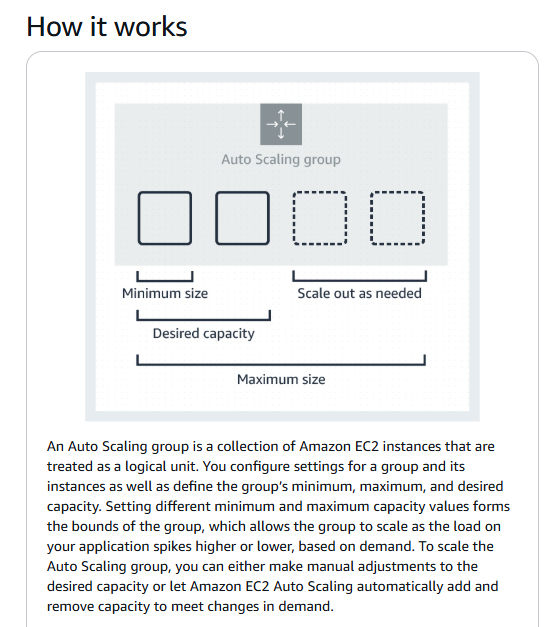 How it works
Auto Scaling group
Minimum size
Scale out as needed
Desired capacity
Maximum size
An Auto Scaling group is a collection of Amazon EC2 instances that are
treated as a logical unit. You configure settings for a group and its
instances as well as define the group's minimum, maximum, and desired
capacity. Setting different minimum and maximum capacity values forms
the bounds of the group, which allows the group to scale as the load on
your application spikes higher or lower, based on demand. To scale the
Auto Scaling group, you can either make manual adjustments to the
desired capacity or let Amazon EC2 Auto Scaling automatically add and
remove capacity to meet changes in demand.